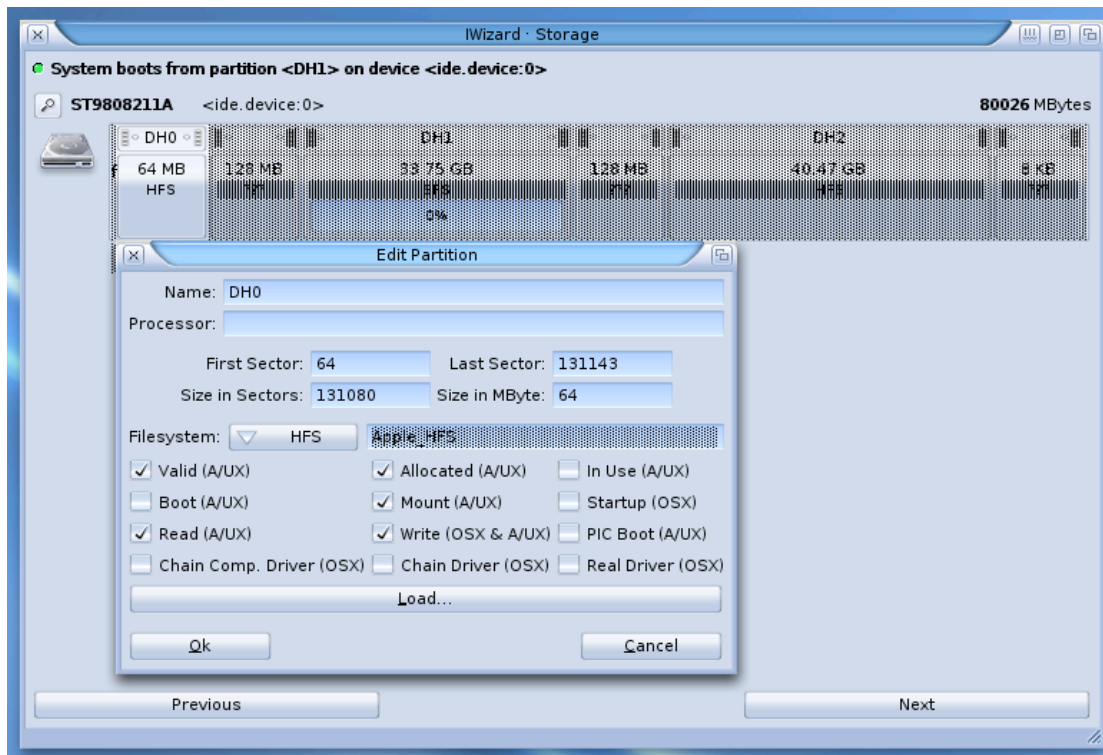 IWizard · Storage
System boots from partition <DH1> on device <ide.device:0>
ST9808211A <ide.device:0> 80026 MBytes
DH0 DH1 DH2
64 MB 128 MB 33.75 GB 128 MB 40.47 GB 8 KB
HFS ??? SFS ??? HFS ???
0%
Edit Partition
Name: DH0
Processor:
First Sector: 64 Last Sector: 131143
Size in Sectors: 131080 Size in MByte: 64
Filesystem: HFS Apple_HFS
Valid (A/UX) Allocated (A/UX) In Use (A/UX)
Boot (A/UX) Mount (A/UX) Startup (OSX)
Read (A/UX) Write (OSX & A/UX) PIC Boot (A/UX)
Chain Comp. Driver (OSX) Chain Driver (OSX) Real Driver (OSX)
Load...
Ok Cancel
Previous Next